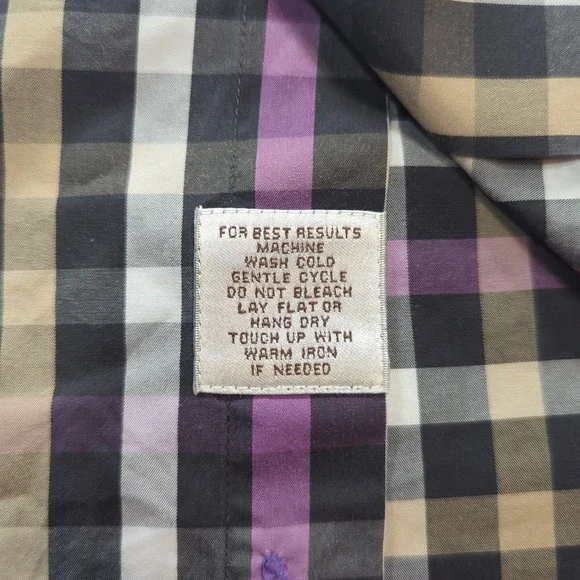 FOR BEST RESULTS
MACHINE
WASH COLD
GENTLE CYCLE
DO NOT BLEACH
LAY FLAT OR
HANG DRY
TOUCH UP WITH
WARM IRON
IF NEEDED